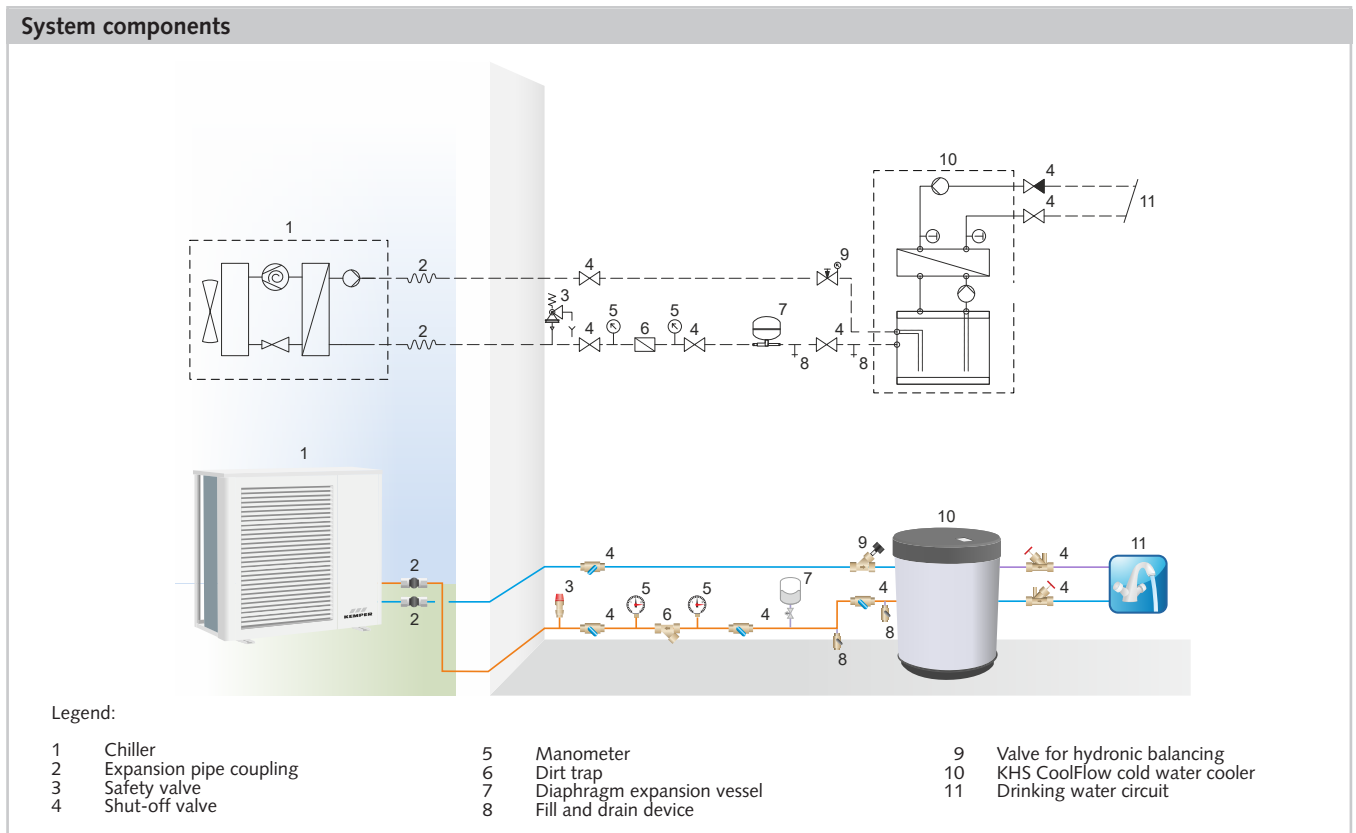 System components
10
4
11
1
4
9
2
4
3
5
5
7
2
4
6
4
4
8
8
1
10
9
4
4
11
2
5
5
7
3
4
4
4
6
4
2
8
8
KEMPER
Legend:
1 Chiller
2 Expansion pipe coupling
3 Safety valve
4 Shut-off valve
5 Manometer
6 Dirt trap
7 Diaphragm expansion vessel
8 Fill and drain device
9 Valve for hydronic balancing
10 KHS CoolFlow cold water cooler
11 Drinking water circuit